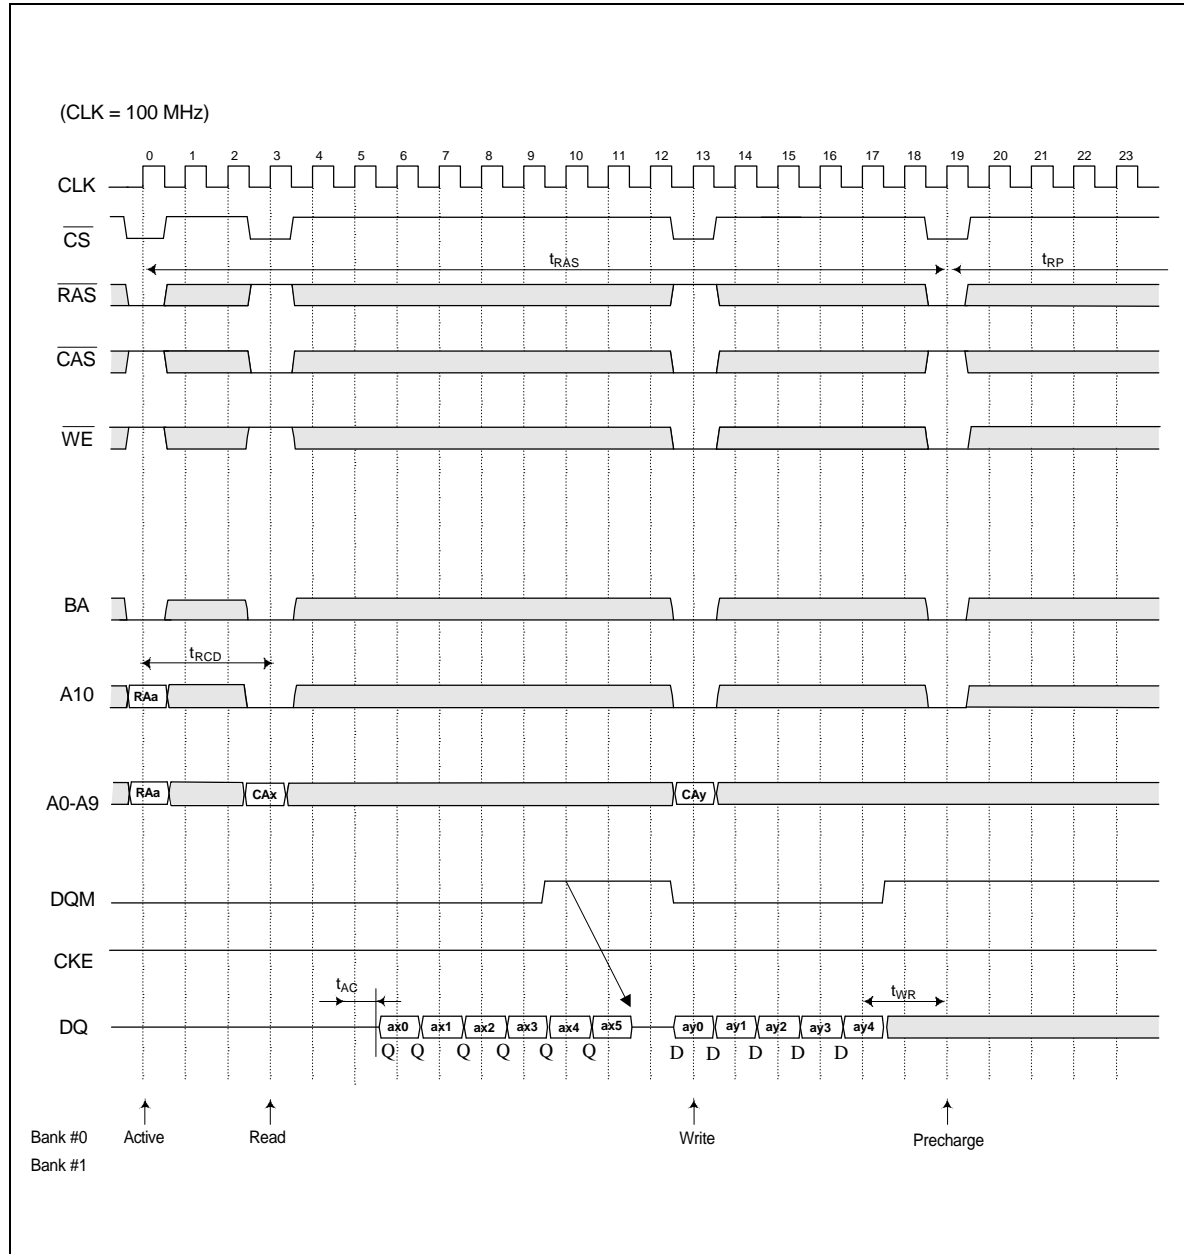 (CLK = 100 MHz)
0 1 2 3 4 5 6 7 8 9 10 11 12 13 14 15 16 17 18 19 20 21 22 23
CLK
CS
tRAS tRP
RAS
CAS
WE
BA
tRCD
A10 RAa
A0-A9 RAa CAx CAy
DQM
CKE
tAC tWR
DQ ax0 ax1 ax2 ax3 ax4 ax5 ay0 ay1 ay2 ay3 ay4
Q Q Q Q Q Q D D D D D
Bank #0 Active Read Write Precharge
Bank #1